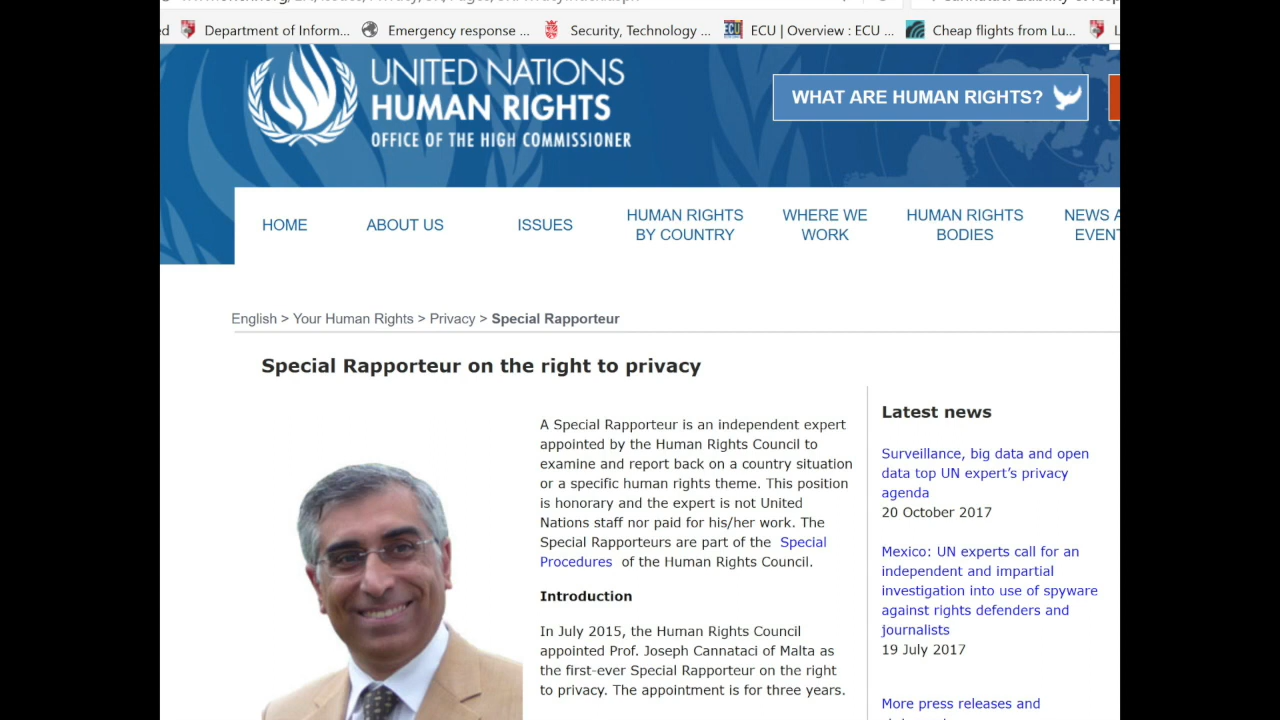 Department of Inform...
Emergency response ...
Security, Technology ...
ECU | Overview : ECU ...
Cheap flights from Lu...
UNITED NATIONS
HUMAN RIGHTS
OFFICE OF THE HIGH COMMISSIONER
WHAT ARE HUMAN RIGHTS?
HOME
ABOUT US
ISSUES
HUMAN RIGHTS
BY COUNTRY
WHERE WE
WORK
HUMAN RIGHTS
BODIES
NEWS A
EVENT
English > Your Human Rights > Privacy > Special Rapporteur
Special Rapporteur on the right to privacy
A Special Rapporteur is an independent expert
appointed by the Human Rights Council to
examine and report back on a country situation
or a specific human rights theme. This position
is honorary and the expert is not United
Nations staff nor paid for his/her work. The
Special Rapporteurs are part of the Special
Procedures of the Human Rights Council.
Introduction
In July 2015, the Human Rights Council
appointed Prof. Joseph Cannataci of Malta as
the first-ever Special Rapporteur on the right
to privacy. The appointment is for three years.
Latest news
Surveillance, big data and open
data top UN expert's privacy
agenda
20 October 2017
Mexico: UN experts call for an
independent and impartial
investigation into use of spyware
against rights defenders and
journalists
19 July 2017
More press releases and